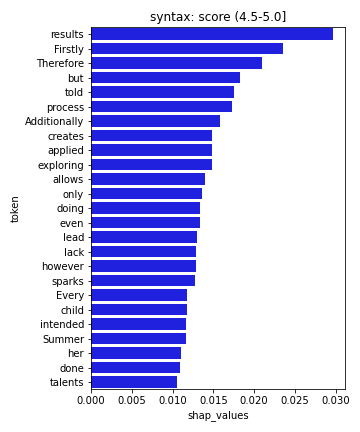 syntax: score (4.5-5.0]
results
Firstly
Therefore
but
told
process
Additionally
creates
applied
exploring
allows
only
doing
even
lead
lack
however
sparks
Every
child
intended
Summer
her
done
talents
token
0.000 0.005 0.010 0.015 0.020 0.025 0.030
shap_values